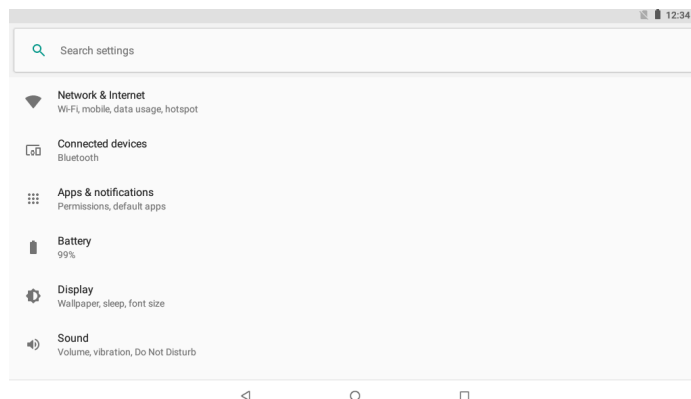 12:34
Search settings
Network & Internet
Wi-Fi, mobile, data usage, hotspot
Connected devices
Bluetooth
Apps & notifications
Permissions, default apps
Battery
99%
Display
Wallpaper, sleep, font size
Sound
Volume, vibration, Do Not Disturb